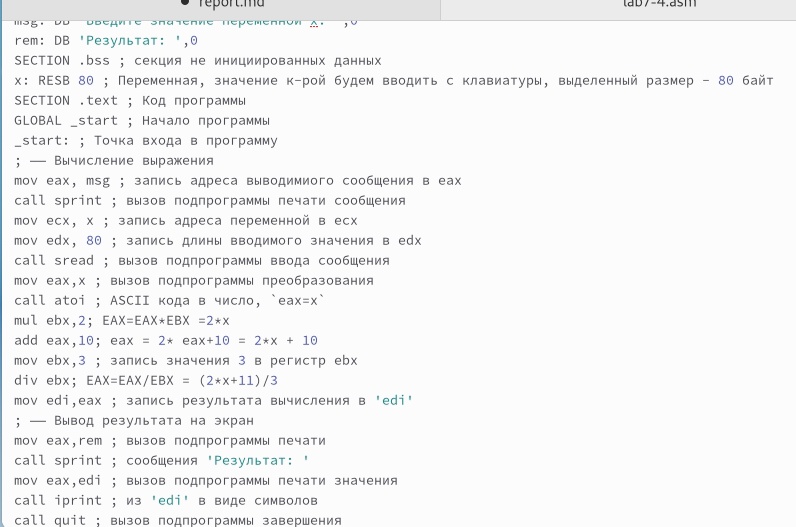 report.md
lab7-4.asm
msg: DB 'Введите значение переменной x: ',0
rem: DB 'Результат: ',0
SECTION .bss ; секция не инициированных данных
x: RESB 80 ; Переменная, значение к-рой будем вводить с клавиатуры, выделенный размер - 80 байт
SECTION .text ; Код программы
GLOBAL _start ; Начало программы
_start: ; Точка входа в программу
; —— Вычисление выражения
mov eax, msg ; запись адреса выводимиого сообщения в eax
call sprint ; вызов подпрограммы печати сообщения
mov ecx, x ; запись адреса переменной в ecx
mov edx, 80 ; запись длины вводимого значения в edx
call sread ; вызов подпрограммы ввода сообщения
mov eax,x ; вызов подпрограммы преобразования
call atoi ; ASCII кода в число, `eax=x`
mul ebx,2; EAX=EAX*EBX =2*x
add eax,10; eax = 2* eax+10 = 2*x + 10
mov ebx,3 ; запись значения 3 в регистр ebx
div ebx; EAX=EAX/EBX = (2*x+11)/3
mov edi,eax ; запись результата вычисления в 'edi'
; —— Вывод результата на экран
mov eax,rem ; вызов подпрограммы печати
call sprint ; сообщения 'Результат: '
mov eax,edi ; вызов подпрограммы печати значения
call iprint ; из 'edi' в виде символов
call quit ; вызов подпрограммы завершения